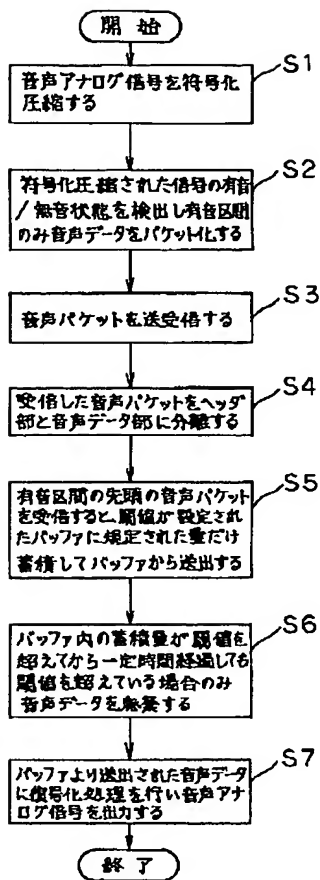 開始
S1
音声アナログ信号を符号化
圧縮する
S2
符号化圧縮された信号の有音
/無音状態を検出し有音区間
のみ音声データをパケット化する
S3
音声パケットを送受信する
S4
受信した音声パケットをヘッダ
部と音声データ部に分離する
S5
有音区間の先頭の音声パケット
を受信すると、閾値が設定され
たバッファに規定された量だけ
蓄積してバッファから送出する
S6
バッファ内の蓄積量が閾値を
超えてから一定時間経過しても
閾値を超えている場合のみ
音声データを廃棄する
S7
バッファより送出された音声データ
に復号化処理を行い音声アナ
ログ信号を出力する
終了